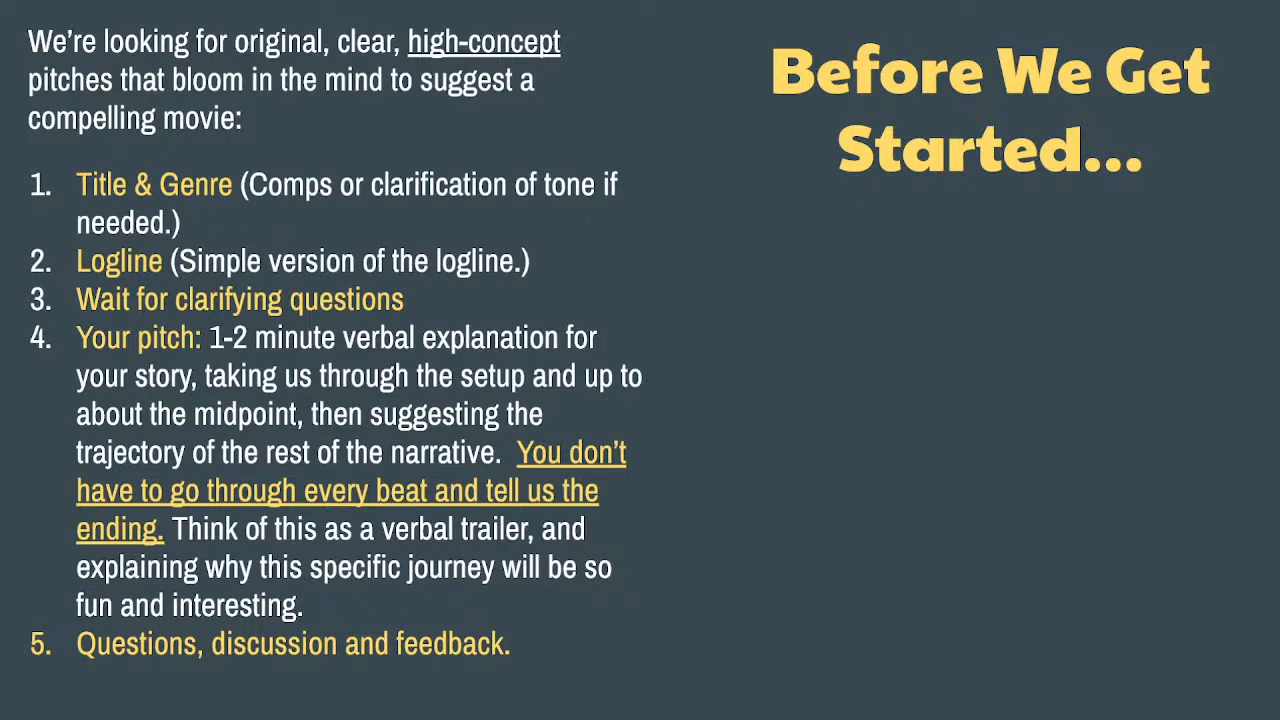 We're looking for original, clear, high-concept
pitches that bloom in the mind to suggest a
compelling movie:
1. Title & Genre (Comps or clarification of tone if
needed.)
2. Logline (Simple version of the logline.)
3. Wait for clarifying questions
4. Your pitch: 1-2 minute verbal explanation for
your story, taking us through the setup and up to
about the midpoint, then suggesting the
trajectory of the rest of the narrative. You don't
have to go through every beat and tell us the
ending. Think of this as a verbal trailer, and
explaining why this specific journey will be so
fun and interesting.
5. Questions, discussion and feedback.
Before We Get
Started...